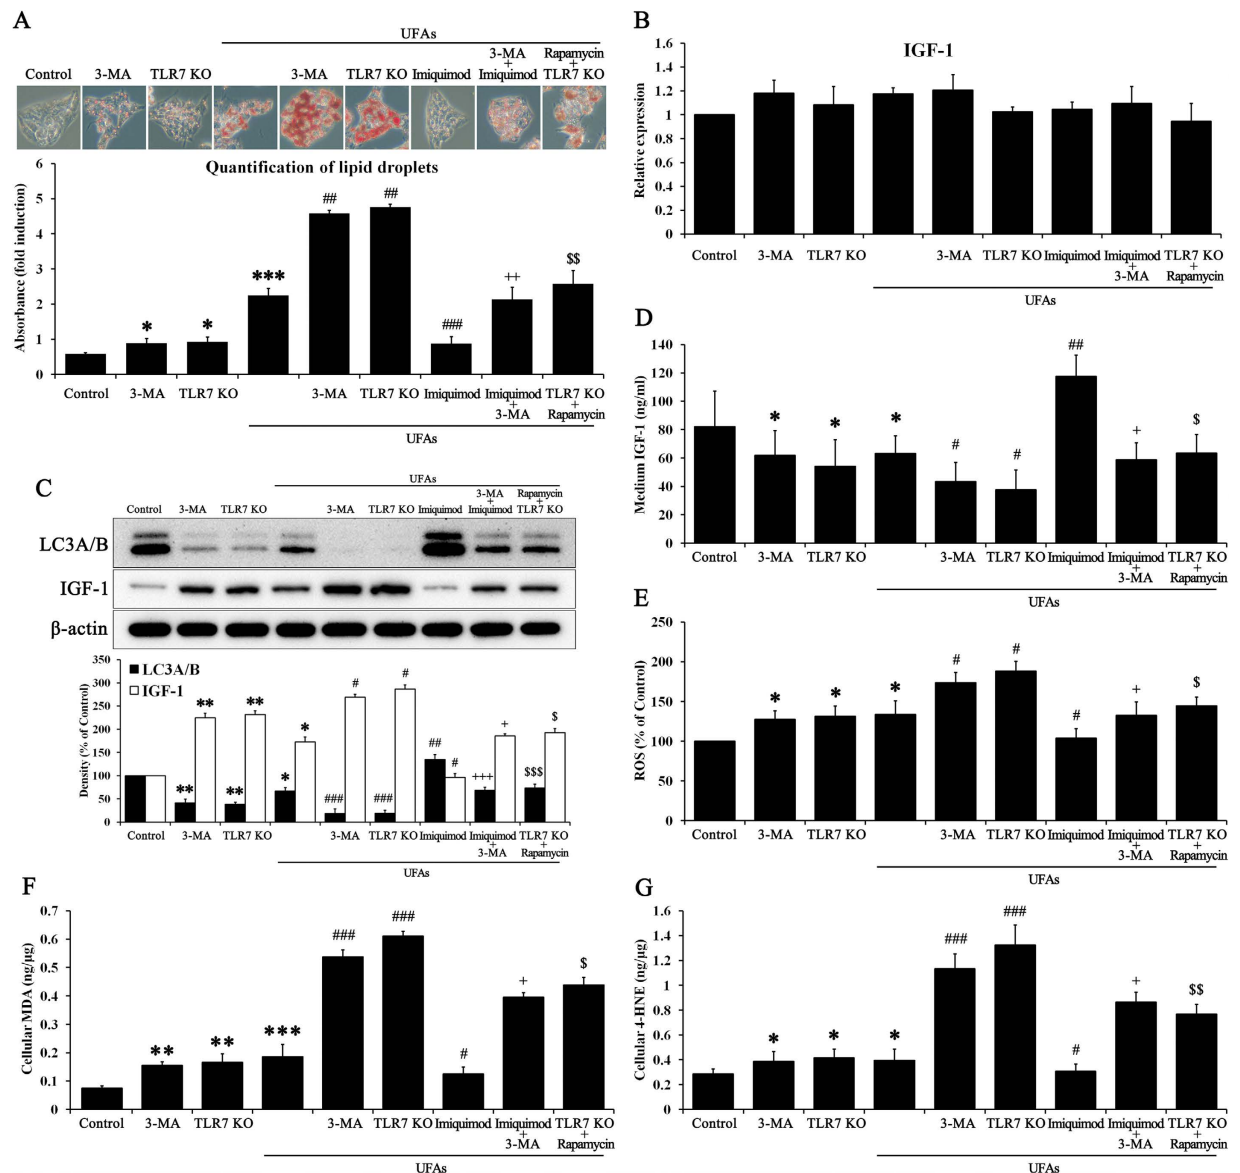 A
UFAs
3-MA
+
Imiquimod
Rapamycin
+
TLR7 KO
Control 3-MA TLR7 KO 3-MA TLR7 KO Imiquimod
Quantification of lipid droplets
Absorbance (fold induction)
6
5
4
3
2
1
0
* * *** ## ## ### ++ $$
Control 3-MA TLR7 KO 3-MA TLR7 KO Imiquimod Imiquimod TLR7 KO
+ +
3-MA Rapamycin
UFAs
B
IGF-1
Relative expression
1.6
1.4
1.2
1
0.8
0.6
0.4
0.2
0
Control 3-MA TLR7 KO 3-MA TLR7 KO Imiquimod Imiquimod TLR7 KO
+ +
3-MA Rapamycin
UFAs
C
UFAs
3-MA Rapamycin
+ +
Control 3-MA TLR7 KO 3-MA TLR7 KO Imiquimod Imiquimod TLR7 KO
LC3A/B
IGF-1
β-actin
Density (% of Control)
350
300
250
200
150
100
50
0
LC3A/B
IGF-1
** ** ** ** * * ### # ### # ## # +++ + $$$ $
Control 3-MA TLR7 KO 3-MA TLR7 KO Imiquimod Imiquimod TLR7 KO
+ +
3-MA Rapamycin
UFAs
D
Medium IGF-1 (ng/ml)
140
120
100
80
60
40
20
0
* * * # # ## + $
Control 3-MA TLR7 KO 3-MA TLR7 KO Imiquimod Imiquimod TLR7 KO
+ +
3-MA Rapamycin
UFAs
E
ROS (% of Control)
250
200
150
100
50
0
* * * # # # + $
Control 3-MA TLR7 KO 3-MA TLR7 KO Imiquimod Imiquimod TLR7 KO
+ +
3-MA Rapamycin
UFAs
F
Cellular MDA (ng/μg)
0.7
0.6
0.5
0.4
0.3
0.2
0.1
0
** ** *** ### ### # + $
Control 3-MA TLR7 KO 3-MA TLR7 KO Imiquimod Imiquimod TLR7 KO
+ +
3-MA Rapamycin
UFAs
G
Cellular 4-HNE (ng/μg)
1.6
1.4
1.2
1
0.8
0.6
0.4
0.2
0
* * * ### ### # + $$
Control 3-MA TLR7 KO 3-MA TLR7 KO Imiquimod Imiquimod TLR7 KO
+ +
3-MA Rapamycin
UFAs